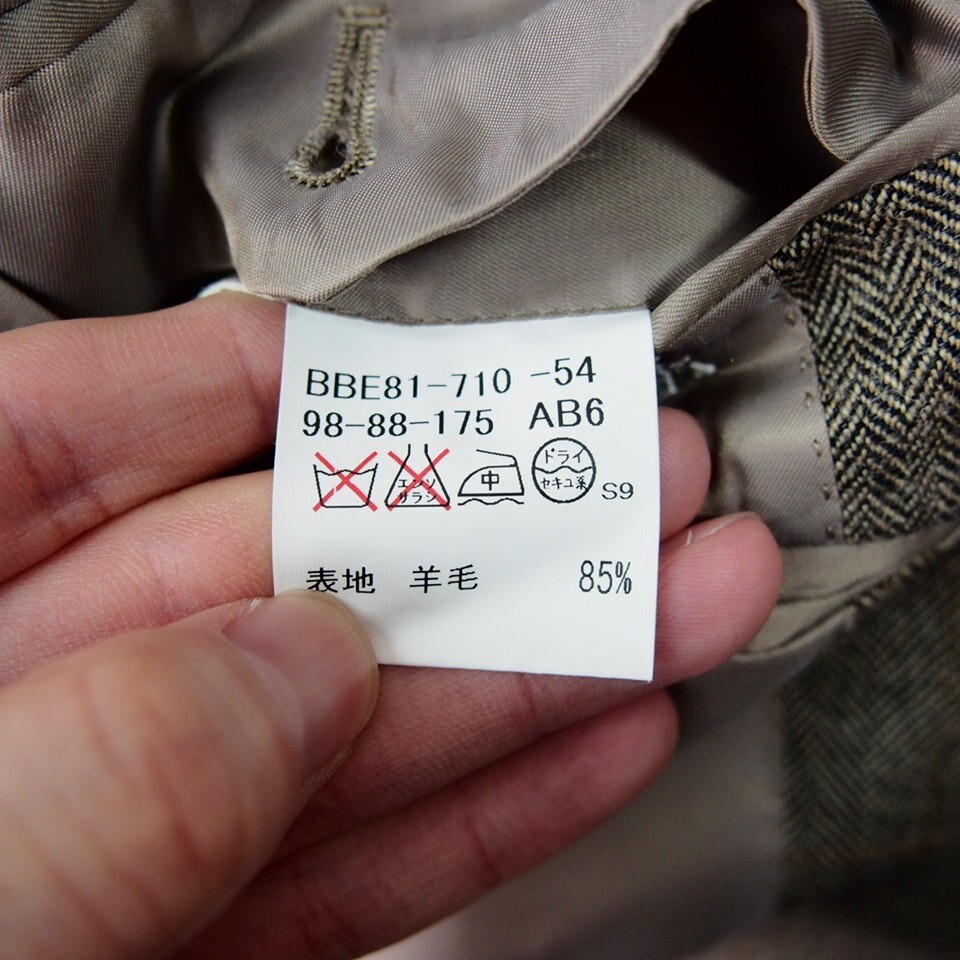 BBE81-710 -54
98-88-175 AB6
エンソ
サラシ
中
ドライ
セキユ系
S9
表地 羊毛 85%